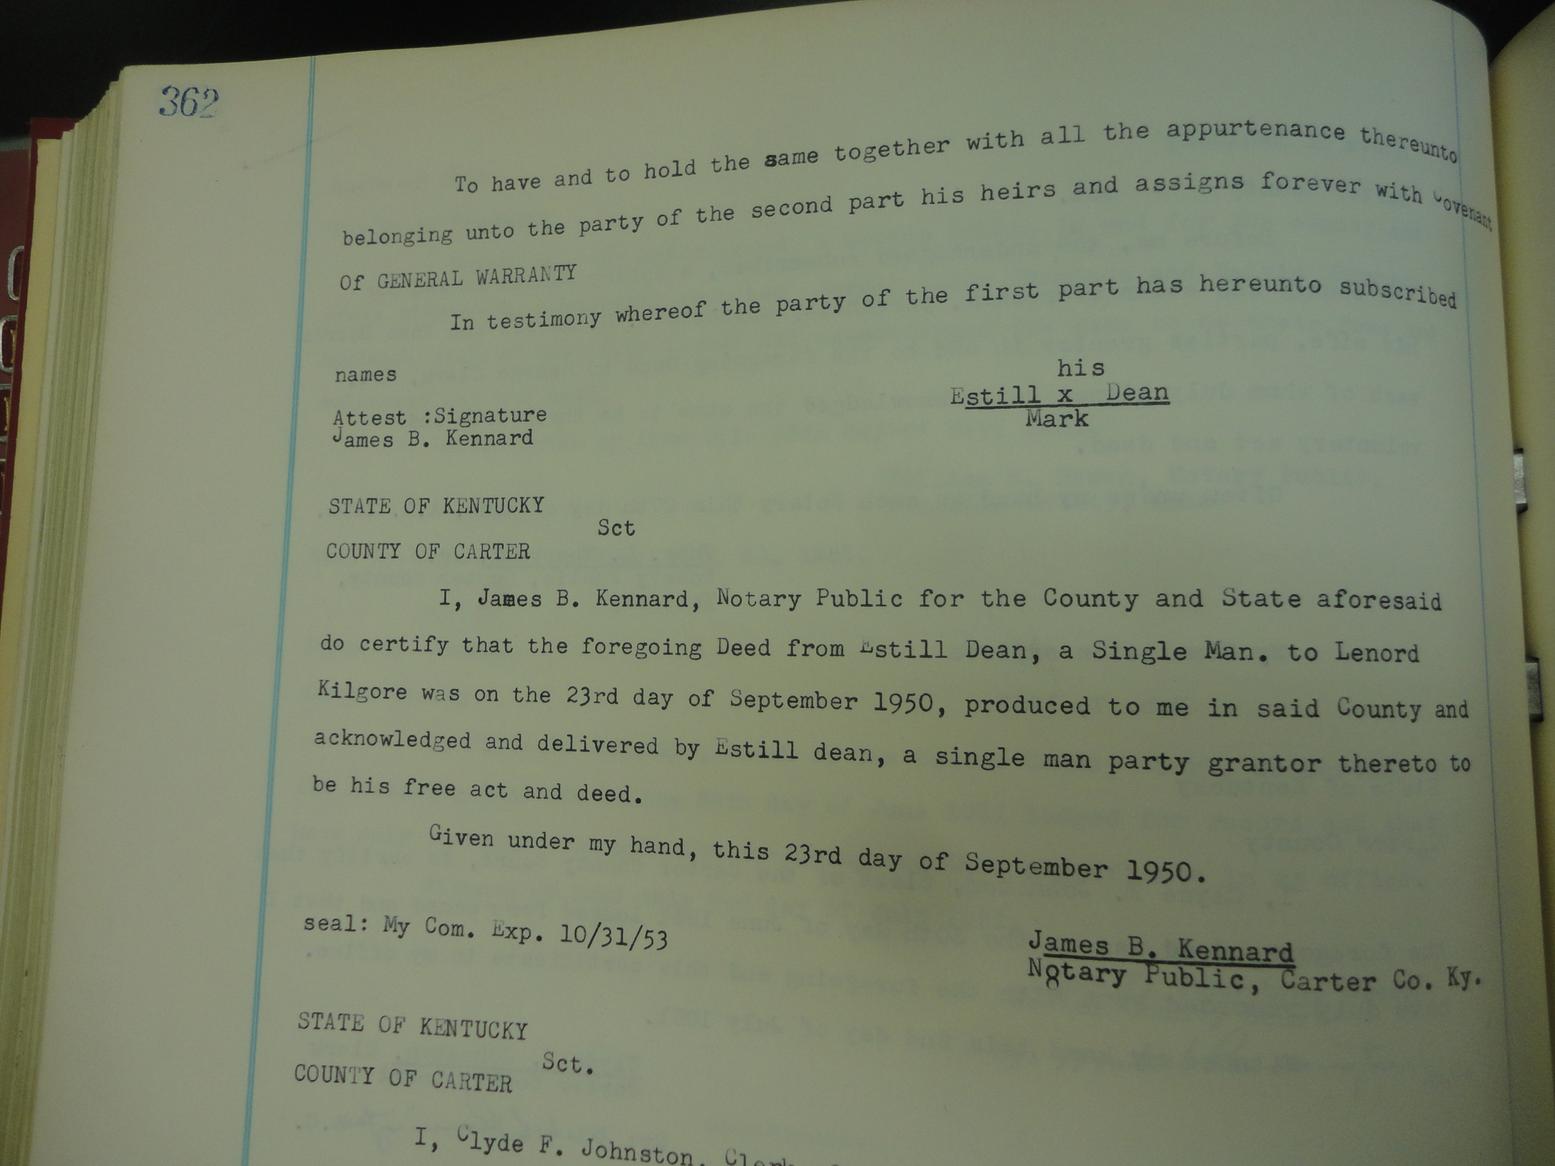 362
To have and to hold the same together with all the appurtenance thereunto
belonging unto the party of the second part his heirs and assigns forever with Covenant
Of GENERAL WARRANTY
In testimony whereof the party of the first part has hereunto subscribed
names
his
Estill x Dean
Mark
Attest :Signature
James B. Kennard
STATE OF KENTUCKY
Sct
COUNTY OF CARTER
I, James B. Kennard, Notary Public for the County and State aforesaid
do certify that the foregoing Deed from Estill Dean, a Single Man. to Lenord
Kilgore was on the 23rd day of September 1950, produced to me in said County and
acknowledged and delivered by Estill dean, a single man party grantor thereto to
be his free act and deed.
Given under my hand, this 23rd day of September 1950.
seal: My Com. Exp. 10/31/53
James B. Kennard
Notary Public, Carter Co. Ky.
STATE OF KENTUCKY
Sct.
COUNTY OF CARTER
I, Clyde F. Johnston, Clerk